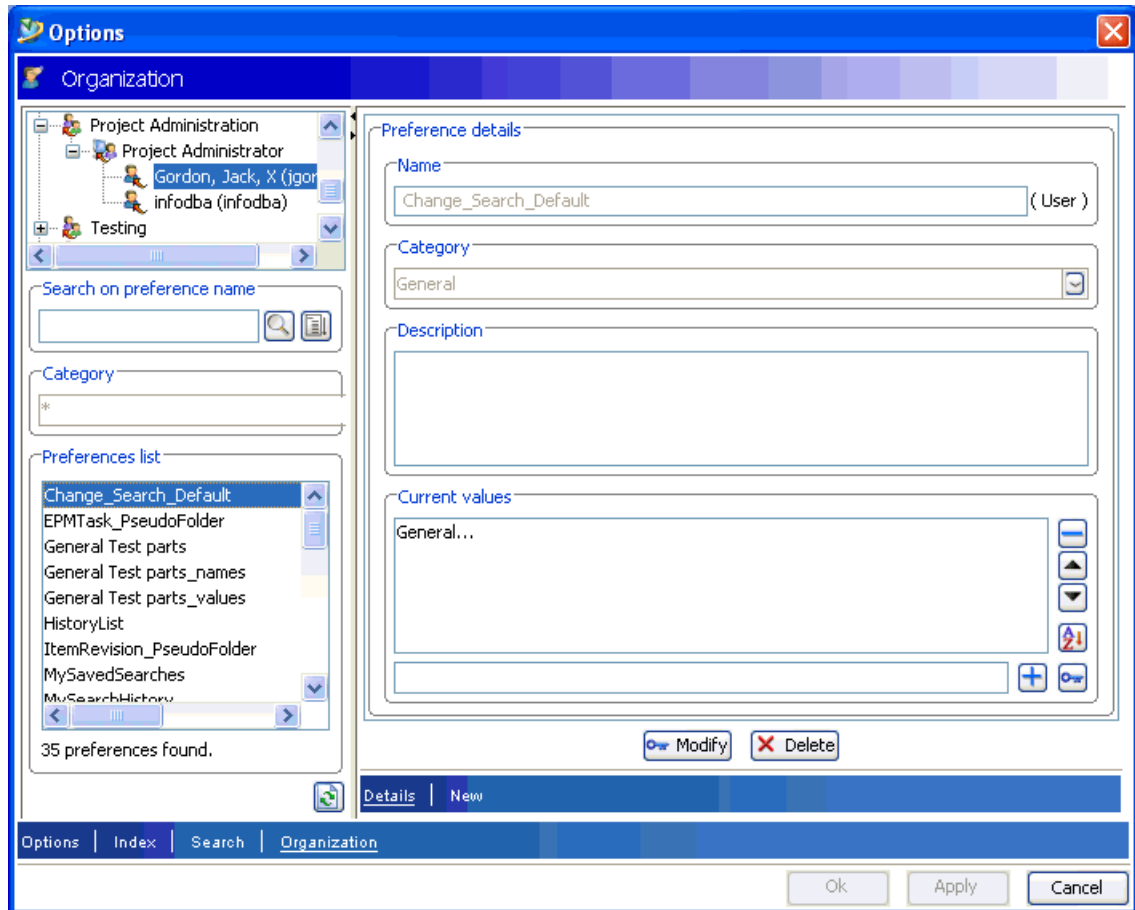 Options
Organization
Project Administration
Project Administrator
Gordon, Jack, X (jgor
infodba (infodba)
Testing
Search on preference name
Category
*
Preferences list
Change_Search_Default
EPMTask_PseudoFolder
General Test parts
General Test parts_names
General Test parts_values
HistoryList
ItemRevision_PseudoFolder
MySavedSearches
MySearchHistory
35 preferences found.
Preference details
Name
Change_Search_Default ( User )
Category
General
Description
Current values
General...
Modify Delete
Details New
Options Index Search Organization
Ok Apply Cancel